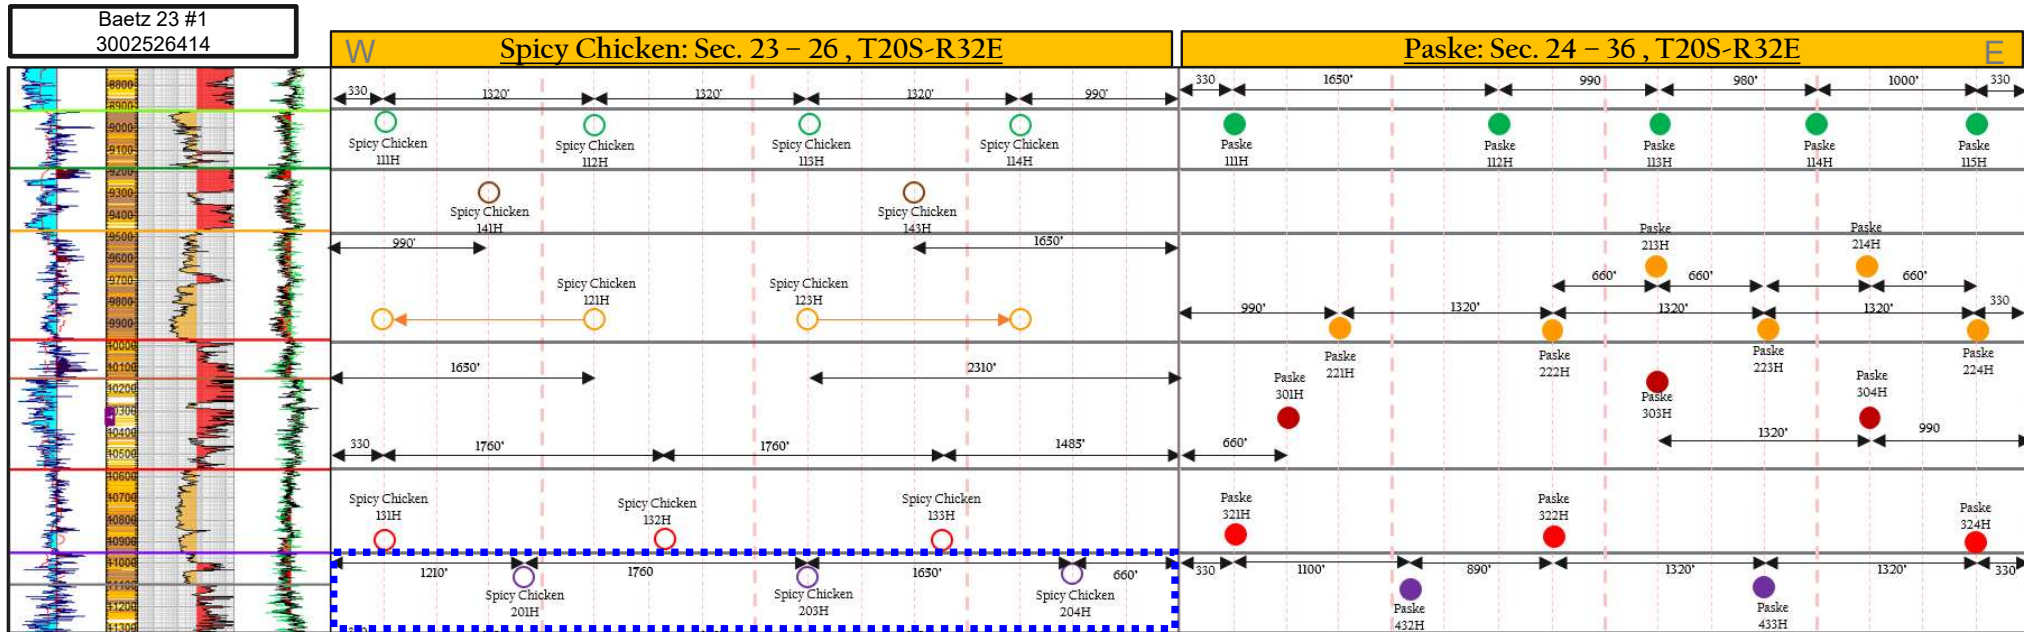 Baetz 23 #1
3002526414
W
Spicy Chicken: Sec. 23 – 26 , T20S-R32E
Paske: Sec. 24 – 36 , T20S-R32E
E
330 1320' 1320' 1320' 990'
330 1650' 990 980' 1000' 330
8800
8900
9000
9100
9200
9300
9400
9500
9600
9700
9800
9900
10000
10100
10200
10300
10400
10500
10600
10700
10800
10900
11000
11100
11200
11300
Spicy Chicken
111H
Spicy Chicken
112H
Spicy Chicken
113H
Spicy Chicken
114H
Paske
111H
Paske
112H
Paske
113H
Paske
114H
Paske
115H
Spicy Chicken
141H
Spicy Chicken
143H
990' 1650'
Paske
213H
Paske
214H
660' 660' 660'
Spicy Chicken
121H
Spicy Chicken
123H
990' 1320' 1320' 1320' 330
Paske
221H
Paske
222H
Paske
223H
Paske
224H
1650' 2310'
Paske
301H
Paske
303H
Paske
304H
1320' 990
330 1760' 1760' 1485' 660'
Spicy Chicken
131H
Spicy Chicken
132H
Spicy Chicken
133H
Paske
321H
Paske
322H
Paske
324H
1210' 1760 1650' 660'
330 1100' 890' 1320' 1320' 330
Spicy Chicken
201H
Spicy Chicken
203H
Spicy Chicken
204H
Paske
432H
Paske
433H